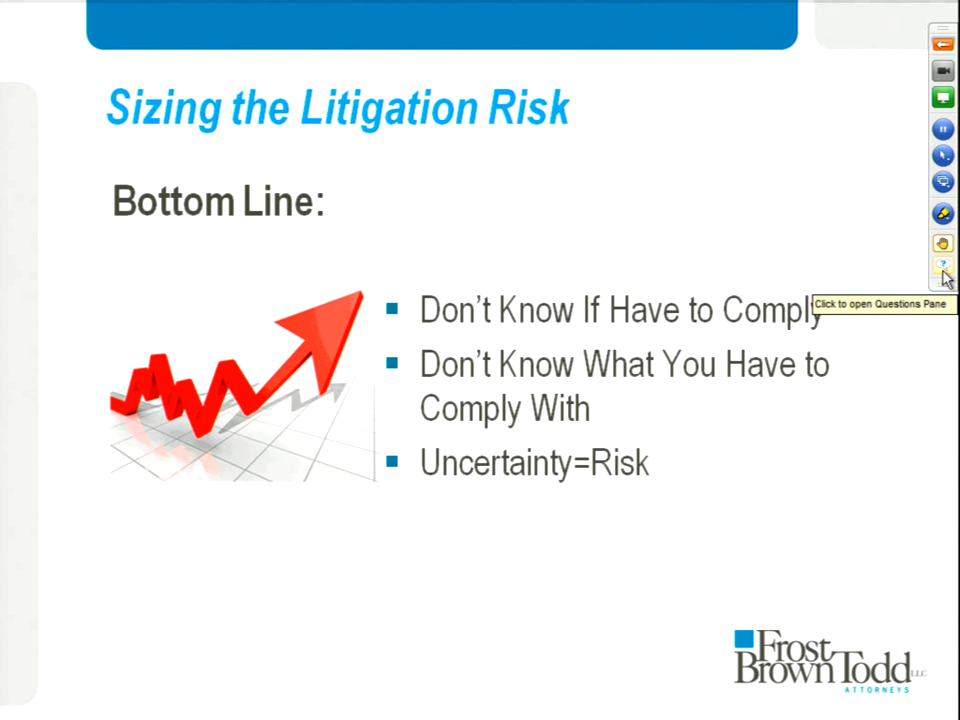 Sizing the Litigation Risk
Bottom Line:
Don't Know If Have to Comply
Click to open Questions Pane
Don't Know What You Have to
Comply With
Uncertainty=Risk
Frost
Brown Todd LLC
ATTORNEYS